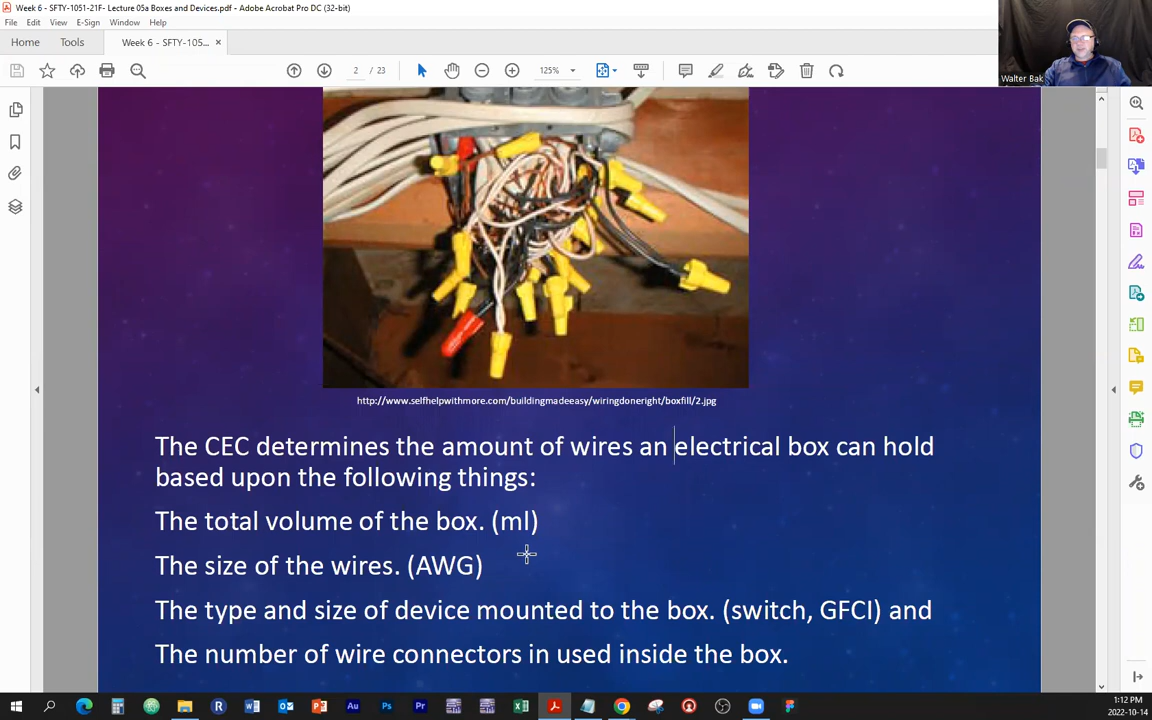 Week 6 - SFTY-1051-21F- Lecture 05a Boxes and Devices.pdf - Adobe Acrobat Pro DC (32-bit)
File Edit View E-Sign Window Help
Home Tools Week 6 - SFTY-105... ×
2 / 23 125%
Walter Bak
http://www.selfhelpwithmore.com/buildingmadeeasy/wiringdoneright/boxfill/2.jpg
The CEC determines the amount of wires an electrical box can hold
based upon the following things:
The total volume of the box. (ml)
The size of the wires. (AWG)
The type and size of device mounted to the box. (switch, GFCI) and
The number of wire connectors in used inside the box.
1:12 PM
2022-10-14